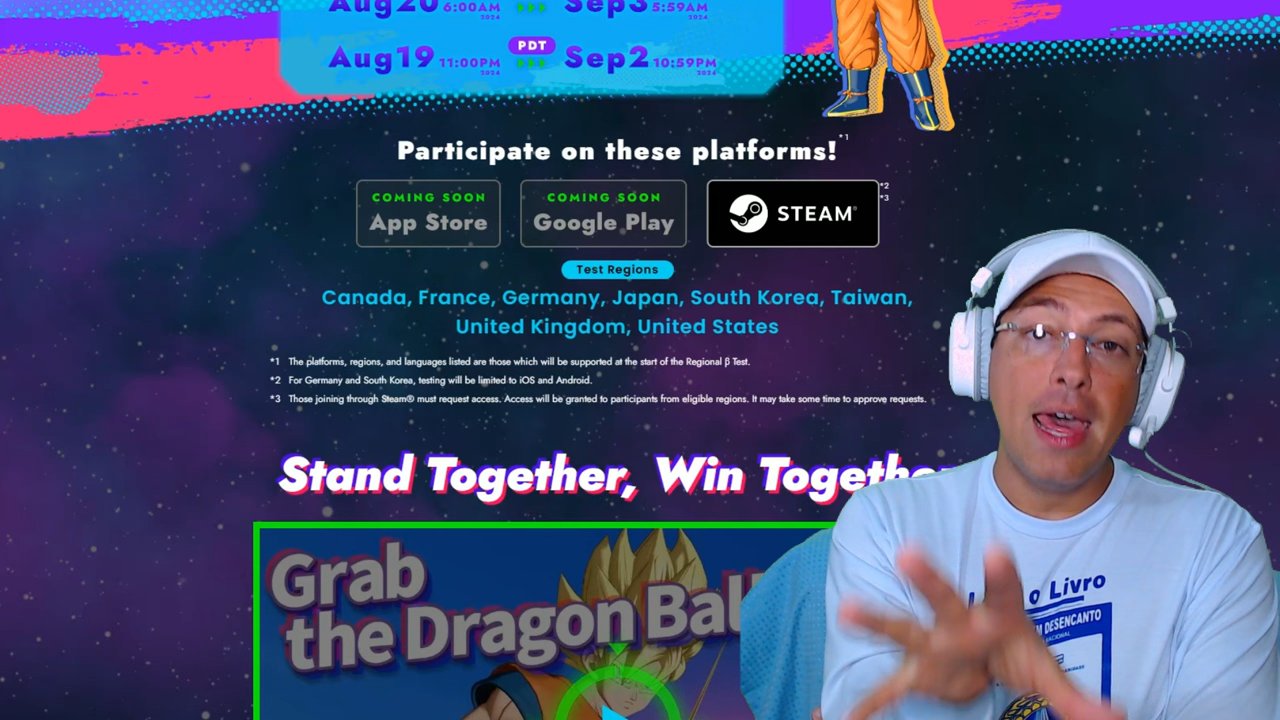 Aug20 6:00AM 2024 Sep3 5:59AM 2024
Aug19 11:00PM 2024 PDT Sep2 10:59PM 2024
Participate on these platforms! *1
COMING SOON
App Store
COMING SOON
Google Play
STEAM®
*2
*3
Test Regions
Canada, France, Germany, Japan, South Korea, Taiwan,
United Kingdom, United States
*1 The platforms, regions, and languages listed are those which will be supported at the start of the Regional β Test.
*2 For Germany and South Korea, testing will be limited to iOS and Android.
*3 Those joining through Steam® must request access. Access will be granted to participants from eligible regions. It may take some time to approve requests.
Stand Together, Win Together
Grab
the Dragon Ball
o Livro
DESENCANTO